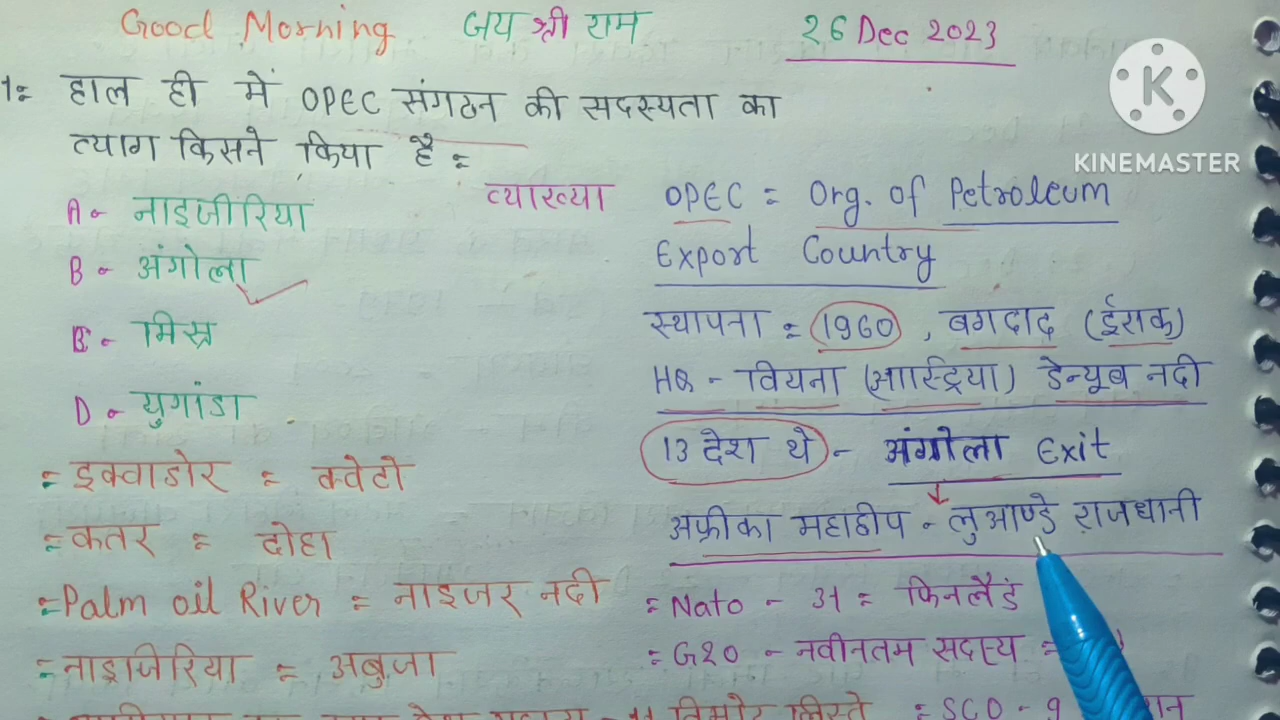 Good Morning जय श्री राम 26 Dec 2023
1= हाल ही में OPEC संगठन की सदस्यता का
त्याग किसने किया है =
A - नाइजीरिया
B - अंगोला
C - मिस्र
D - युगांडा
= इक्वाडोर = क्वेटो
= कतर = दोहा
= Palm oil River = नाइजर नदी
= नाइजिरिया = अबुजा
व्याख्या OPEC = Org. of Petroleum
Export Country
स्थापना = 1960 , बगदाद (ईराक)
HQ - वियना (आस्ट्रिया) डेन्यूब नदी
13 देश थे - अंगोला Exit
अफ्रीका महाद्वीप - लुआण्डे राजधानी
= Nato - 31 = फिनलैंड
= G20 - नवीनतम सदस्य =
= SCO - 9
KINEMASTER